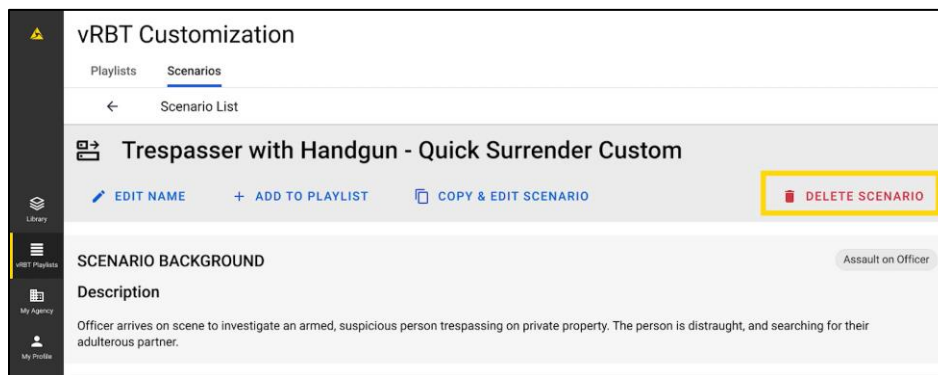 vRBT Customization
Playlists
Scenarios
Scenario List
Trespasser with Handgun - Quick Surrender Custom
EDIT NAME
+ ADD TO PLAYLIST
COPY & EDIT SCENARIO
DELETE SCENARIO
Library
vRBT Playlists
My Agency
My Profile
SCENARIO BACKGROUND
Assault on Officer
Description
Officer arrives on scene to investigate an armed, suspicious person trespassing on private property. The person is distraught, and searching for their
adulterous partner.